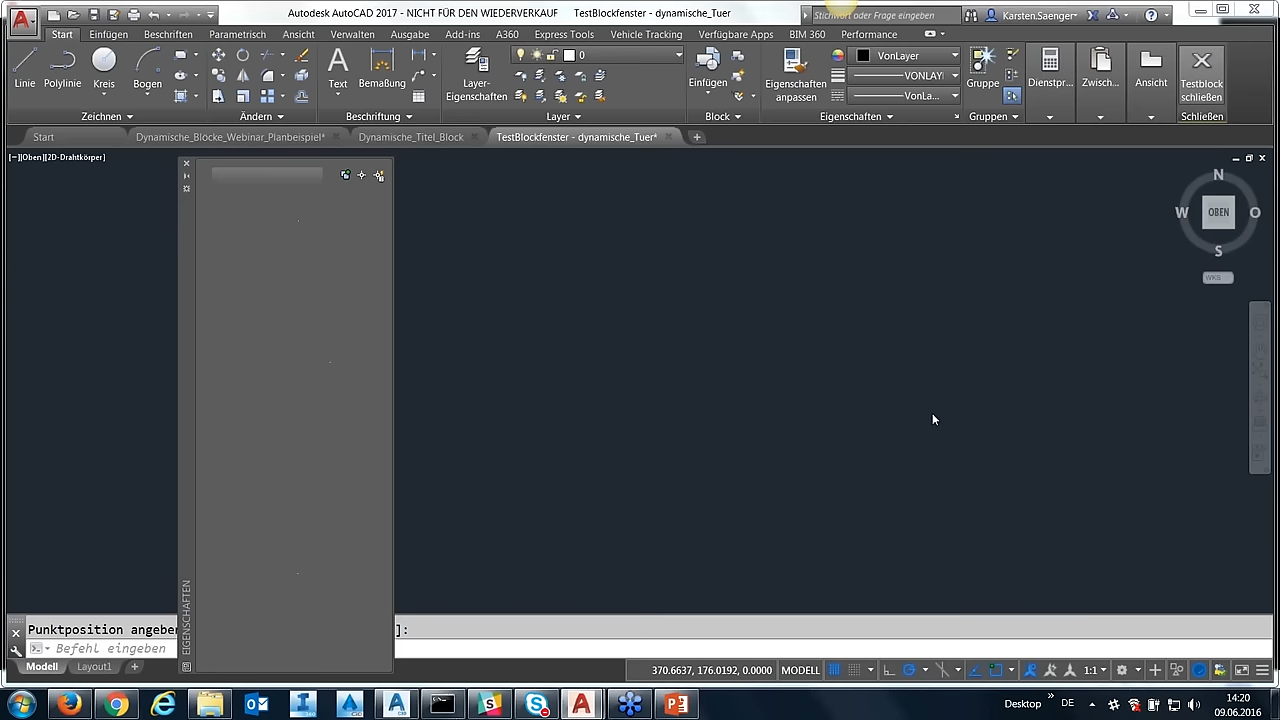 Autodesk AutoCAD 2017 - NICHT FÜR DEN WIEDERVERKAUF TestBlockfenster - dynamische_Tuer
Stichwort oder Frage eingeben
Karsten.Saenger
Start Einfügen Beschriften Parametrisch Ansicht Verwalten Ausgabe Add-ins A360 Express Tools Vehicle Tracking Verfügbare Apps BIM 360 Performance
Linie Polylinie Kreis Bogen
Text Bemaßung
Layer-
Eigenschaften
0
Einfügen
Eigenschaften
anpassen
VonLayer
VONLAYI
VonLa...
Gruppe
Dienstpr...
Zwisch...
Ansicht
Testblock
schließen
Zeichnen Ändern Beschriftung Layer Block Eigenschaften Gruppen Schließen
Start Dynamische_Blöcke_Webinar_Planbeispiel* Dynamische_Titel_Block TestBlockfenster - dynamische_Tuer*
[−][Oben][2D-Drahtkörper]
N
W OBEN O
S
WKS
EIGENSCHAFTEN
Punktposition angeben ]:
Befehl eingeben
Modell Layout1 +
370.6637, 176.0192, 0.0000 MODELL 1:1
Desktop » DE 14:20
09.06.2016